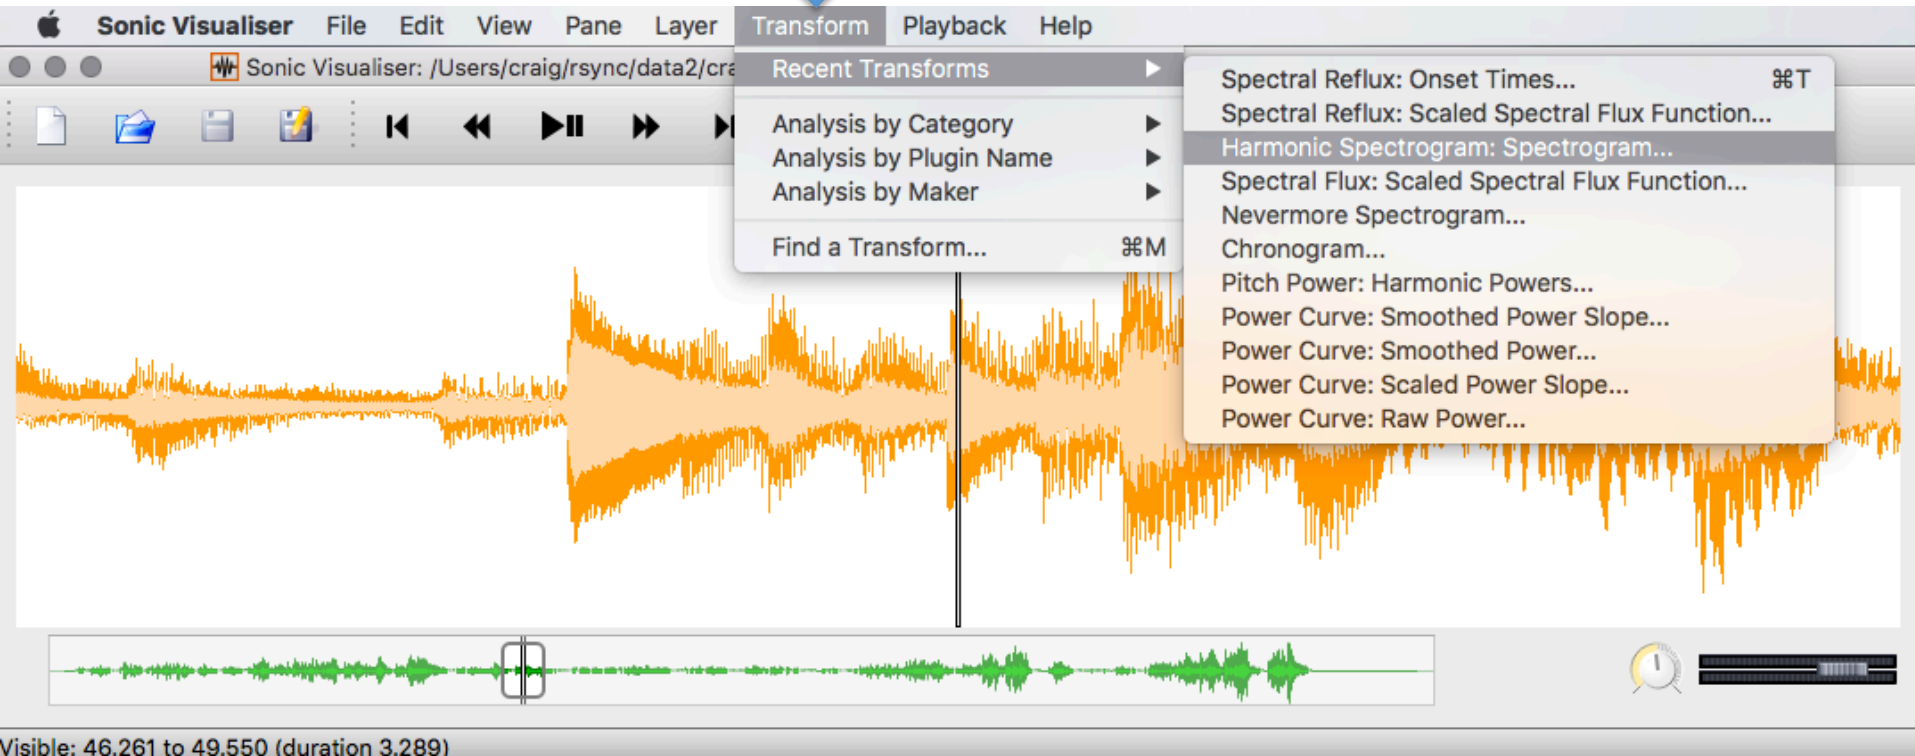 Sonic Visualiser File Edit View Pane Layer Transform Playback Help
Sonic Visualiser: /Users/craig/rsync/data2/cra
Recent Transforms
Analysis by Category
Analysis by Plugin Name
Analysis by Maker
Find a Transform... ⌘M
Spectral Reflux: Onset Times... ⌘T
Spectral Reflux: Scaled Spectral Flux Function...
Harmonic Spectrogram: Spectrogram...
Spectral Flux: Scaled Spectral Flux Function...
Nevermore Spectrogram...
Chronogram...
Pitch Power: Harmonic Powers...
Power Curve: Smoothed Power Slope...
Power Curve: Smoothed Power...
Power Curve: Scaled Power Slope...
Power Curve: Raw Power...
Visible: 46.261 to 49.550 (duration 3.289)